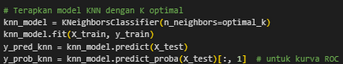 # Terapkan model KNN dengan K optimal
knn_model = KNeighborsClassifier(n_neighbors=optimal_k)
knn_model.fit(X_train, y_train)
y_pred_knn = knn_model.predict(X_test)
y_prob_knn = knn_model.predict_proba(X_test)[:, 1]  # untuk kurva ROC